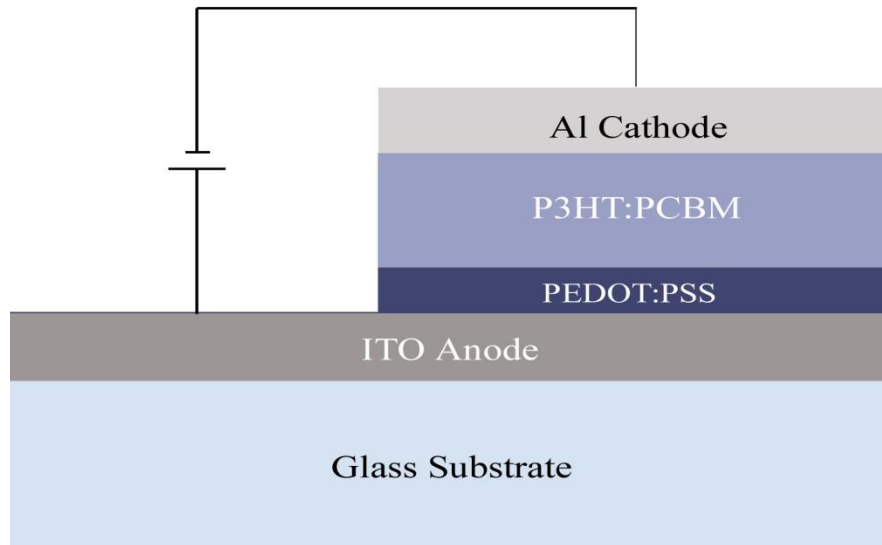 Al Cathode
P3HT:PCBM
PEDOT:PSS
ITO Anode
Glass Substrate